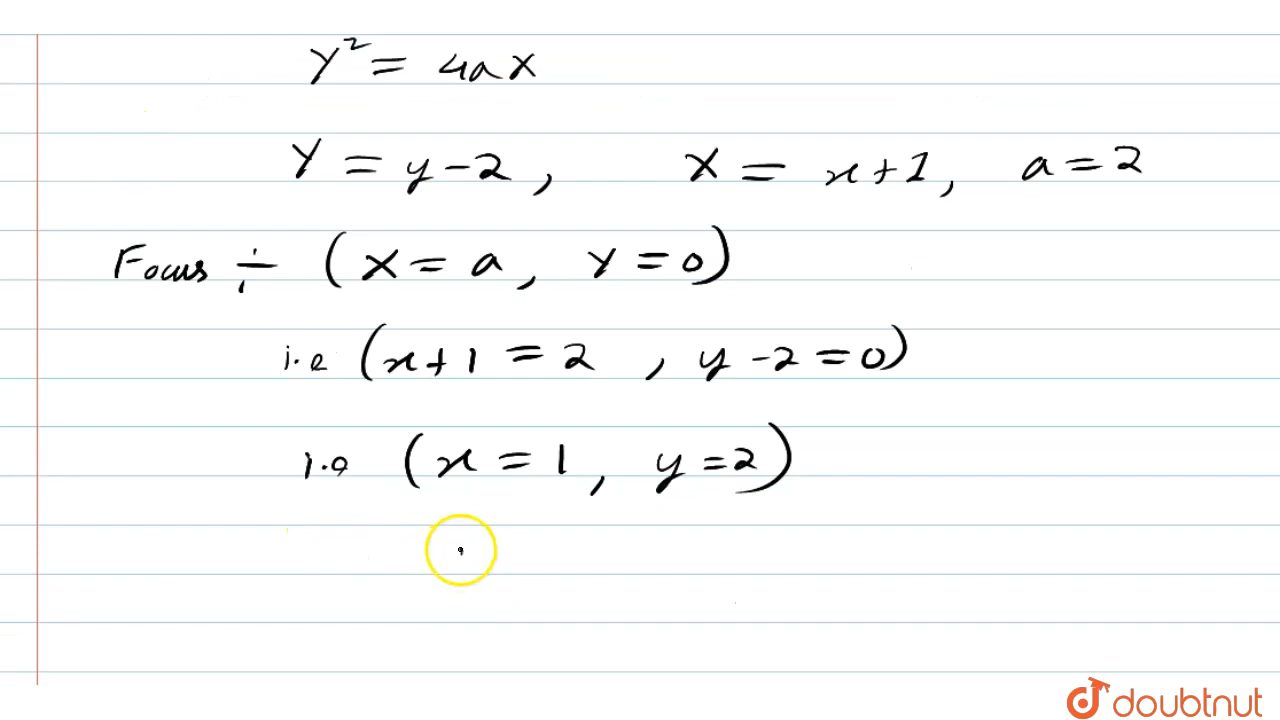 Y² = 4aX
Y = y-2, X = x+1, a=2
Focus ÷ (X = a, Y = 0)
i.e (x+1 = 2, y-2=0)
i.e (x = 1, y=2)
doubtnut